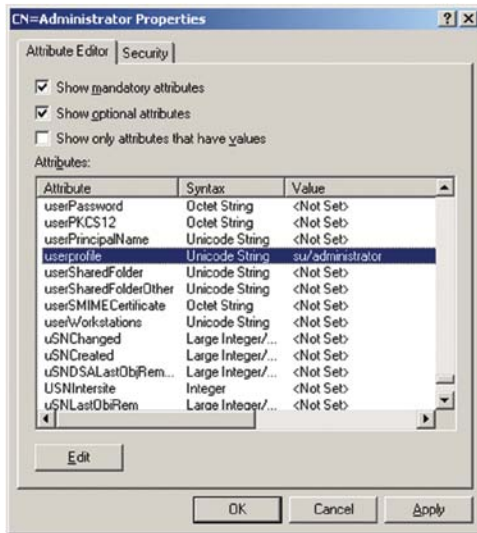 CN=Administrator Properties
Attribute Editor Security
Show mandatory attributes
Show optional attributes
Show only attributes that have values
Attributes:
Attribute Syntax Value
userPassword Octet String <Not Set>
userPKCS12 Octet String <Not Set>
userPrincipalName Unicode String <Not Set>
userprofile Unicode String su/administrator
userSharedFolder Unicode String <Not Set>
userSharedFolderOther Unicode String <Not Set>
userSMIMECertificate Octet String <Not Set>
userWorkstations Unicode String <Not Set>
uSNChanged Large Integer/... <Not Set>
uSNCreated Large Integer/... <Not Set>
uSNDSALastObjRem... Large Integer/... <Not Set>
USNIntersite Integer <Not Set>
uSNLastObjRem Large Integer/... <Not Set>
Edit
OK Cancel Apply